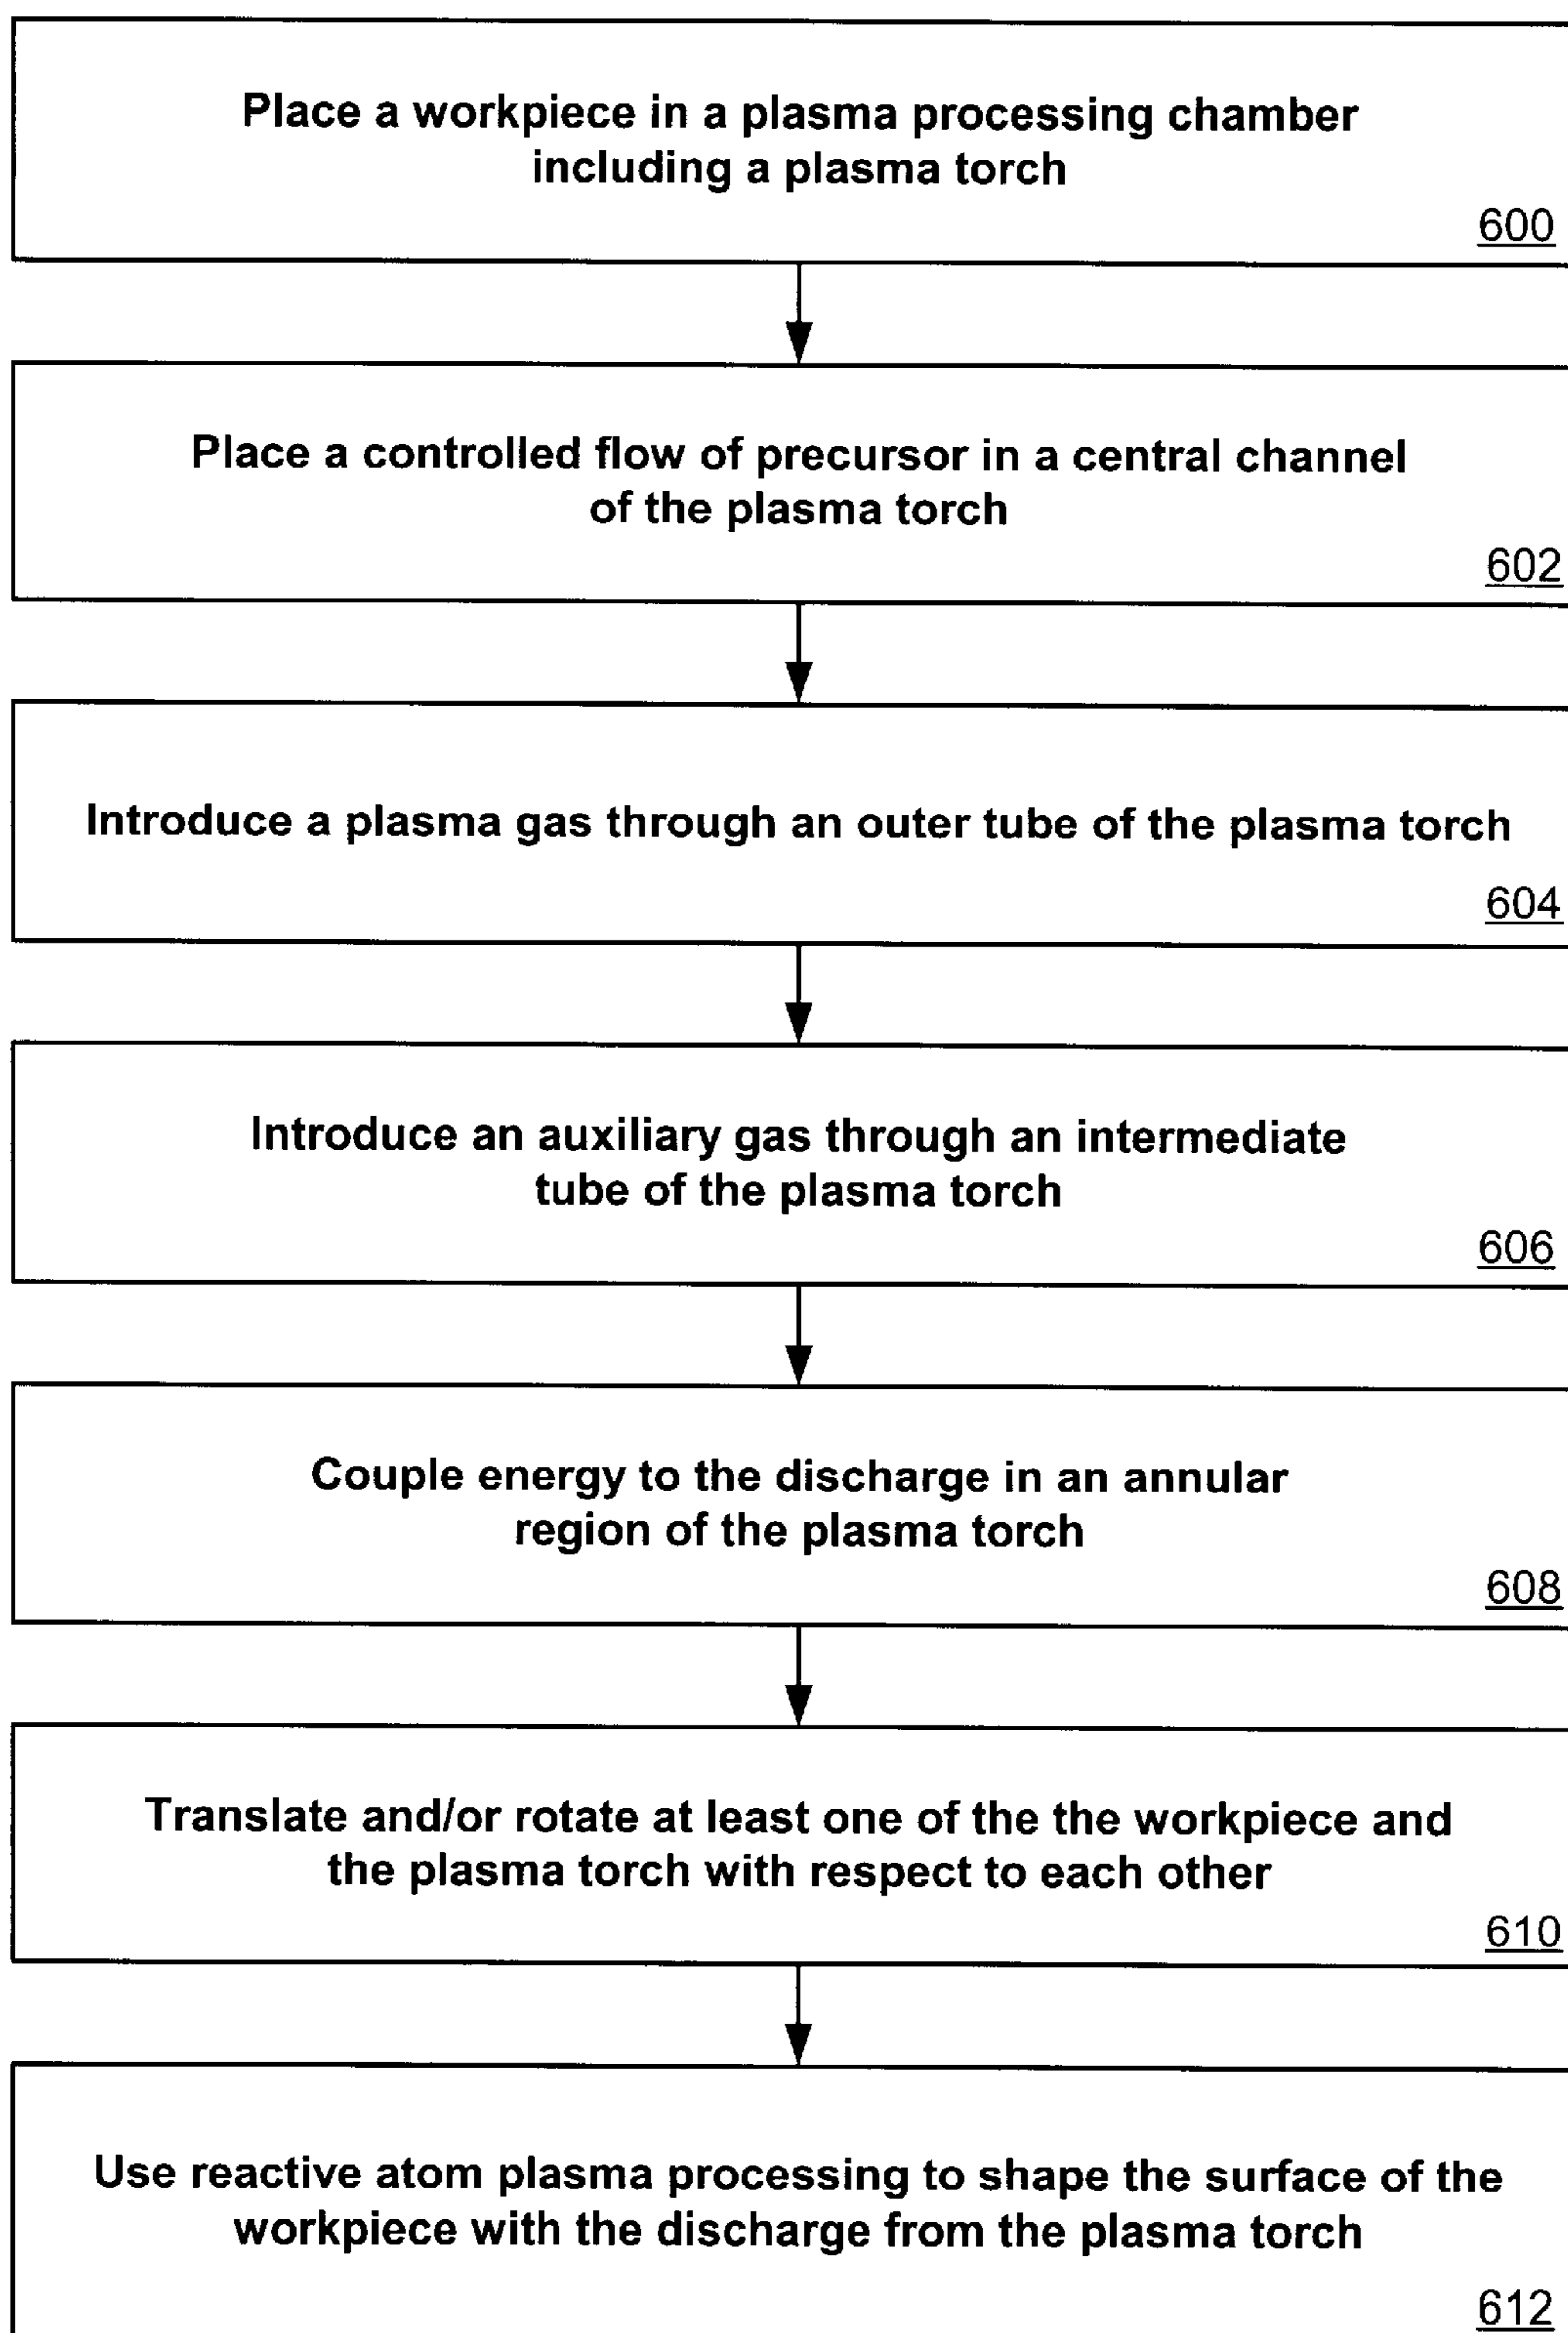 Place a workpiece in a plasma processing chamber
including a plasma torch
600
Place a controlled flow of precursor in a central channel
of the plasma torch
602
Introduce a plasma gas through an outer tube of the plasma torch
604
Introduce an auxiliary gas through an intermediate
tube of the plasma torch
606
Couple energy to the discharge in an annular
region of the plasma torch
608
Translate and/or rotate at least one of the the workpiece and
the plasma torch with respect to each other
610
Use reactive atom plasma processing to shape the surface of the
workpiece with the discharge from the plasma torch
612